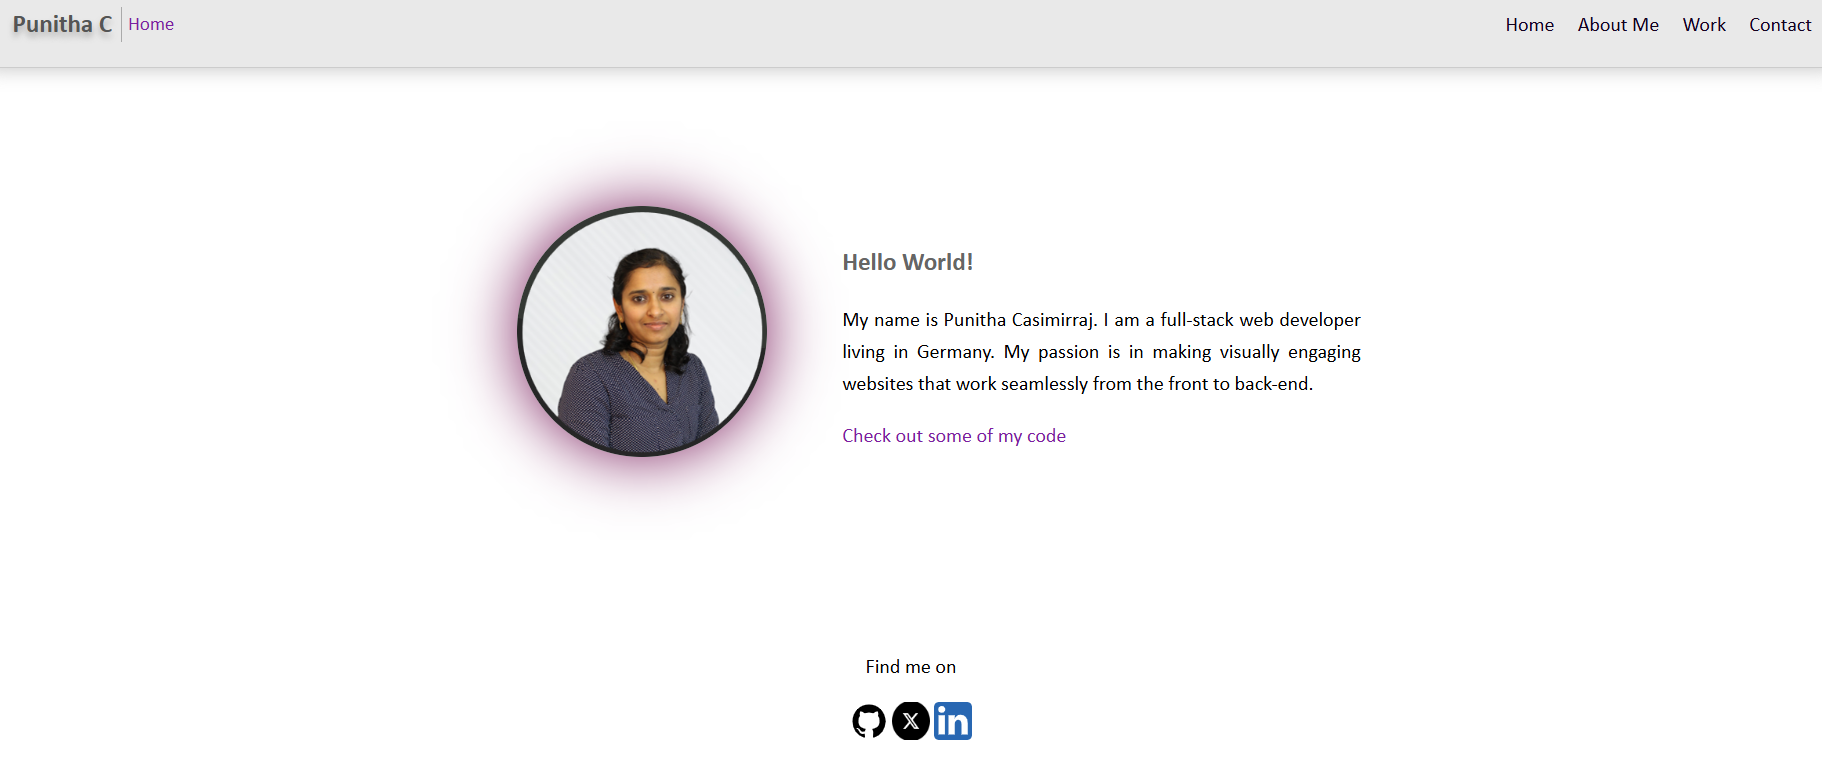 Punitha C Home
Home About Me Work Contact
Hello World!
My name is Punitha Casimirraj. I am a full-stack web developer
living in Germany. My passion is in making visually engaging
websites that work seamlessly from the front to back-end.
Check out some of my code
Find me on
X in